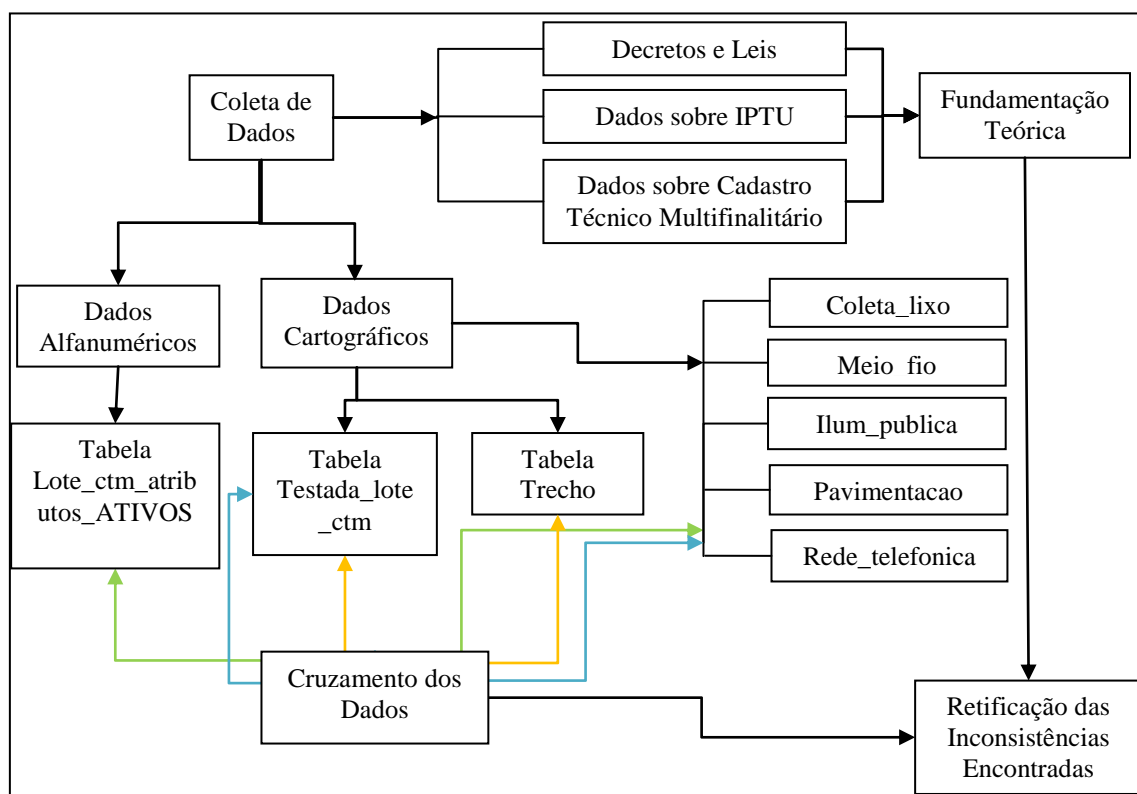 Decretos e Leis
Coleta de
Dados
Dados sobre IPTU
Fundamentação
Teórica
Dados sobre Cadastro
Técnico Multifinalitário
Dados
Alfanuméricos
Dados
Cartográficos
Coleta_lixo
Meio_fio
Ilum_publica
Pavimentacao
Rede_telefonica
Tabela
Lote_ctm_atrib
utos_ATIVOS
Tabela
Testada_lote
_ctm
Tabela
Trecho
Cruzamento dos
Dados
Retificação das
Inconsistências
Encontradas